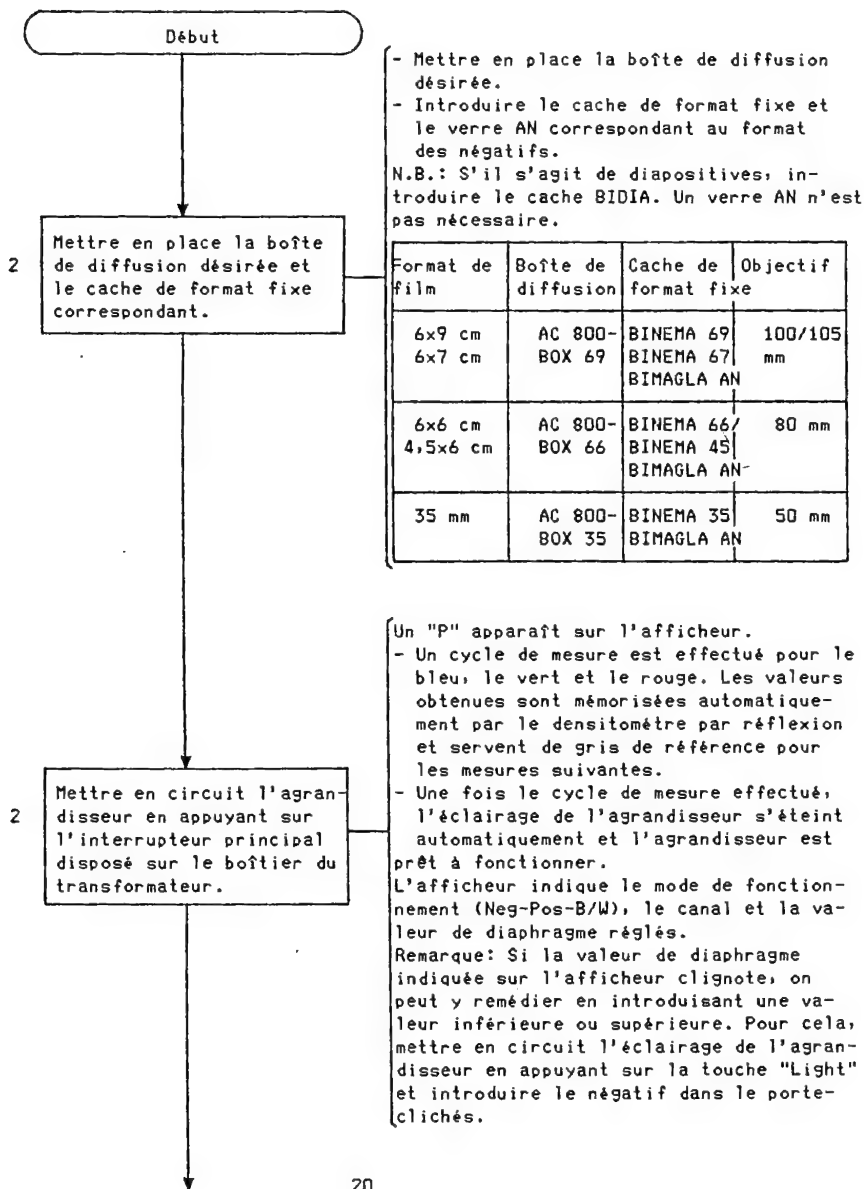 Début
- Mettre en place la boîte de diffusion
désirée.
- Introduire le cache de format fixe et
le verre AN correspondant au format
des négatifs.
N.B.: S'il s'agit de diapositives, in-
troduire le cache BIDIA. Un verre AN n'est
pas nécessaire.
2
Mettre en place la boîte
de diffusion désirée et
le cache de format fixe
correspondant.
Format de Boîte de Cache de Objectif
film diffusion format fixe
6x9 cm AC 800- BINEMA 69 100/105
6x7 cm BOX 69 BINEMA 67 mm
BIMAGLA AN
6x6 cm AC 800- BINEMA 66/ 80 mm
4,5x6 cm BOX 66 BINEMA 45
BIMAGLA AN-
35 mm AC 800- BINEMA 35 50 mm
BOX 35 BIMAGLA AN
2
Mettre en circuit l'agran-
disseur en appuyant sur
l'interrupteur principal
disposé sur le boîtier du
transformateur.
Un "P" apparaît sur l'afficheur.
- Un cycle de mesure est effectué pour le
bleu, le vert et le rouge. Les valeurs
obtenues sont mémorisées automatique-
ment par le densitomètre par réflexion
et servent de gris de référence pour
les mesures suivantes.
- Une fois le cycle de mesure effectué,
l'éclairage de l'agrandisseur s'éteint
automatiquement et l'agrandisseur est
prêt à fonctionner.
L'afficheur indique le mode de fonction-
nement (Neg-Pos-B/W), le canal et la va-
leur de diaphragme réglés.
Remarque: Si la valeur de diaphragme
indiquée sur l'afficheur clignote, on
peut y remédier en introduisant une va-
leur inférieure ou supérieure. Pour cela,
mettre en circuit l'éclairage de l'agran-
disseur en appuyant sur la touche "Light"
et introduire le négatif dans le porte-
clichés.
20